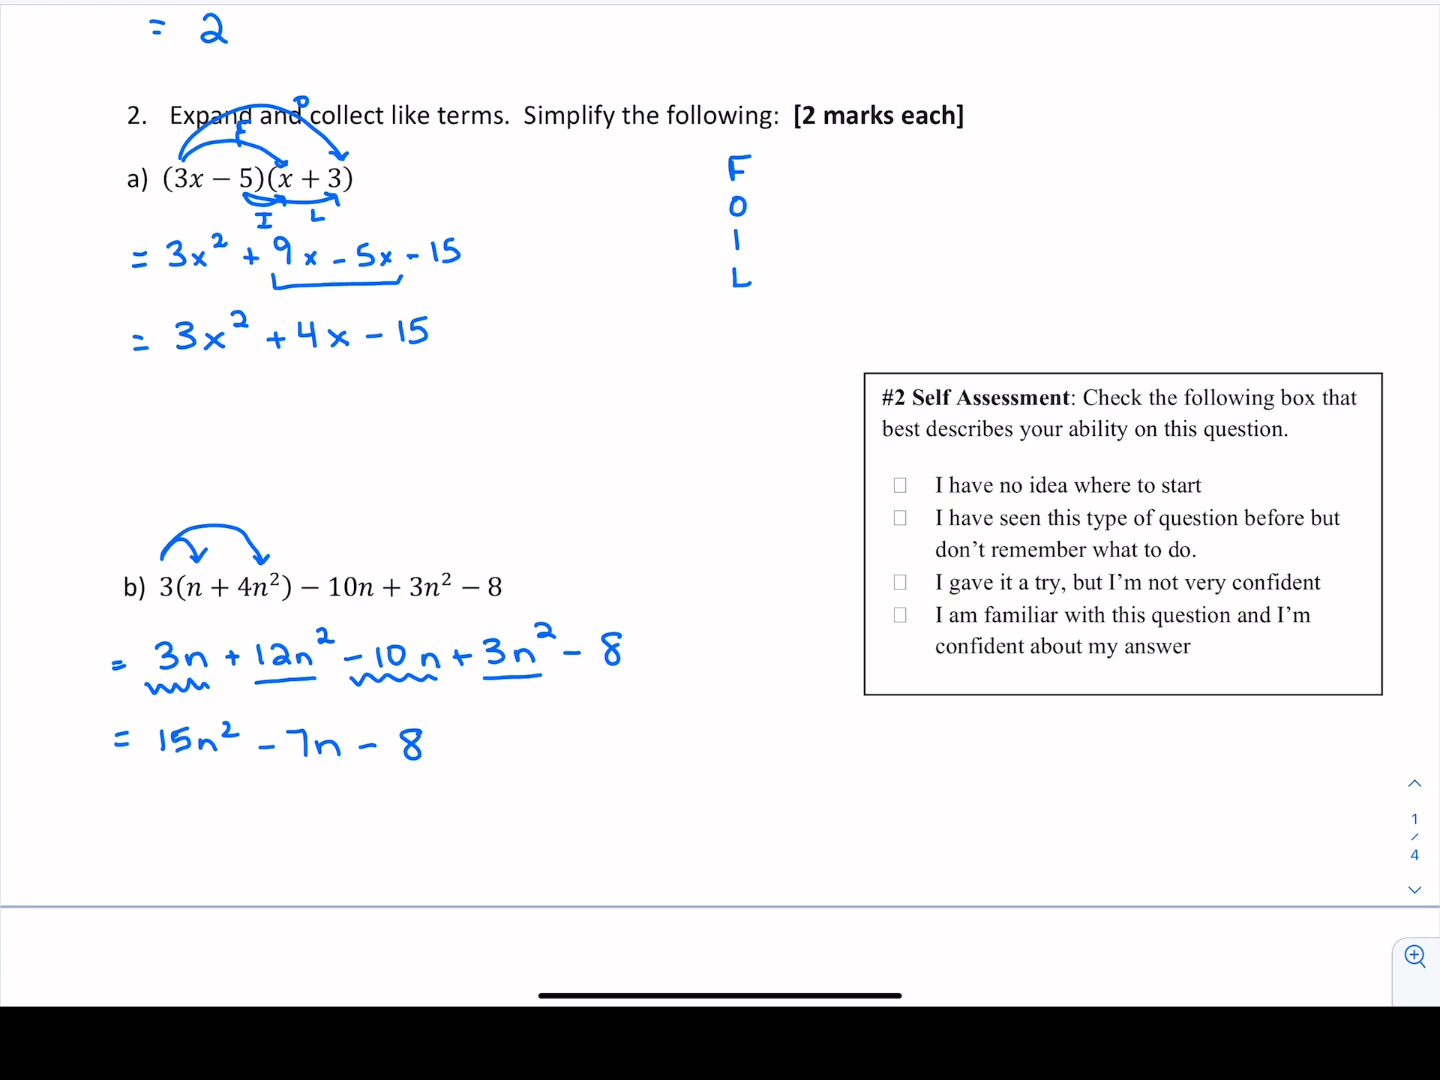 = 2
2. Expand and collect like terms. Simplify the following: [2 marks each]
O
F
a) (3x − 5)(x + 3)
I L
= 3x² + 9x − 5x − 15
= 3x² + 4x − 15
F
O
I
L
#2 Self Assessment: Check the following box that
best describes your ability on this question.
☐ I have no idea where to start
☐ I have seen this type of question before but
don’t remember what to do.
☐ I gave it a try, but I’m not very confident
☐ I am familiar with this question and I’m
confident about my answer
b) 3(n + 4n²) − 10n + 3n² − 8
= 3n + 12n² − 10n + 3n² − 8
= 15n² − 7n − 8
1
/
4